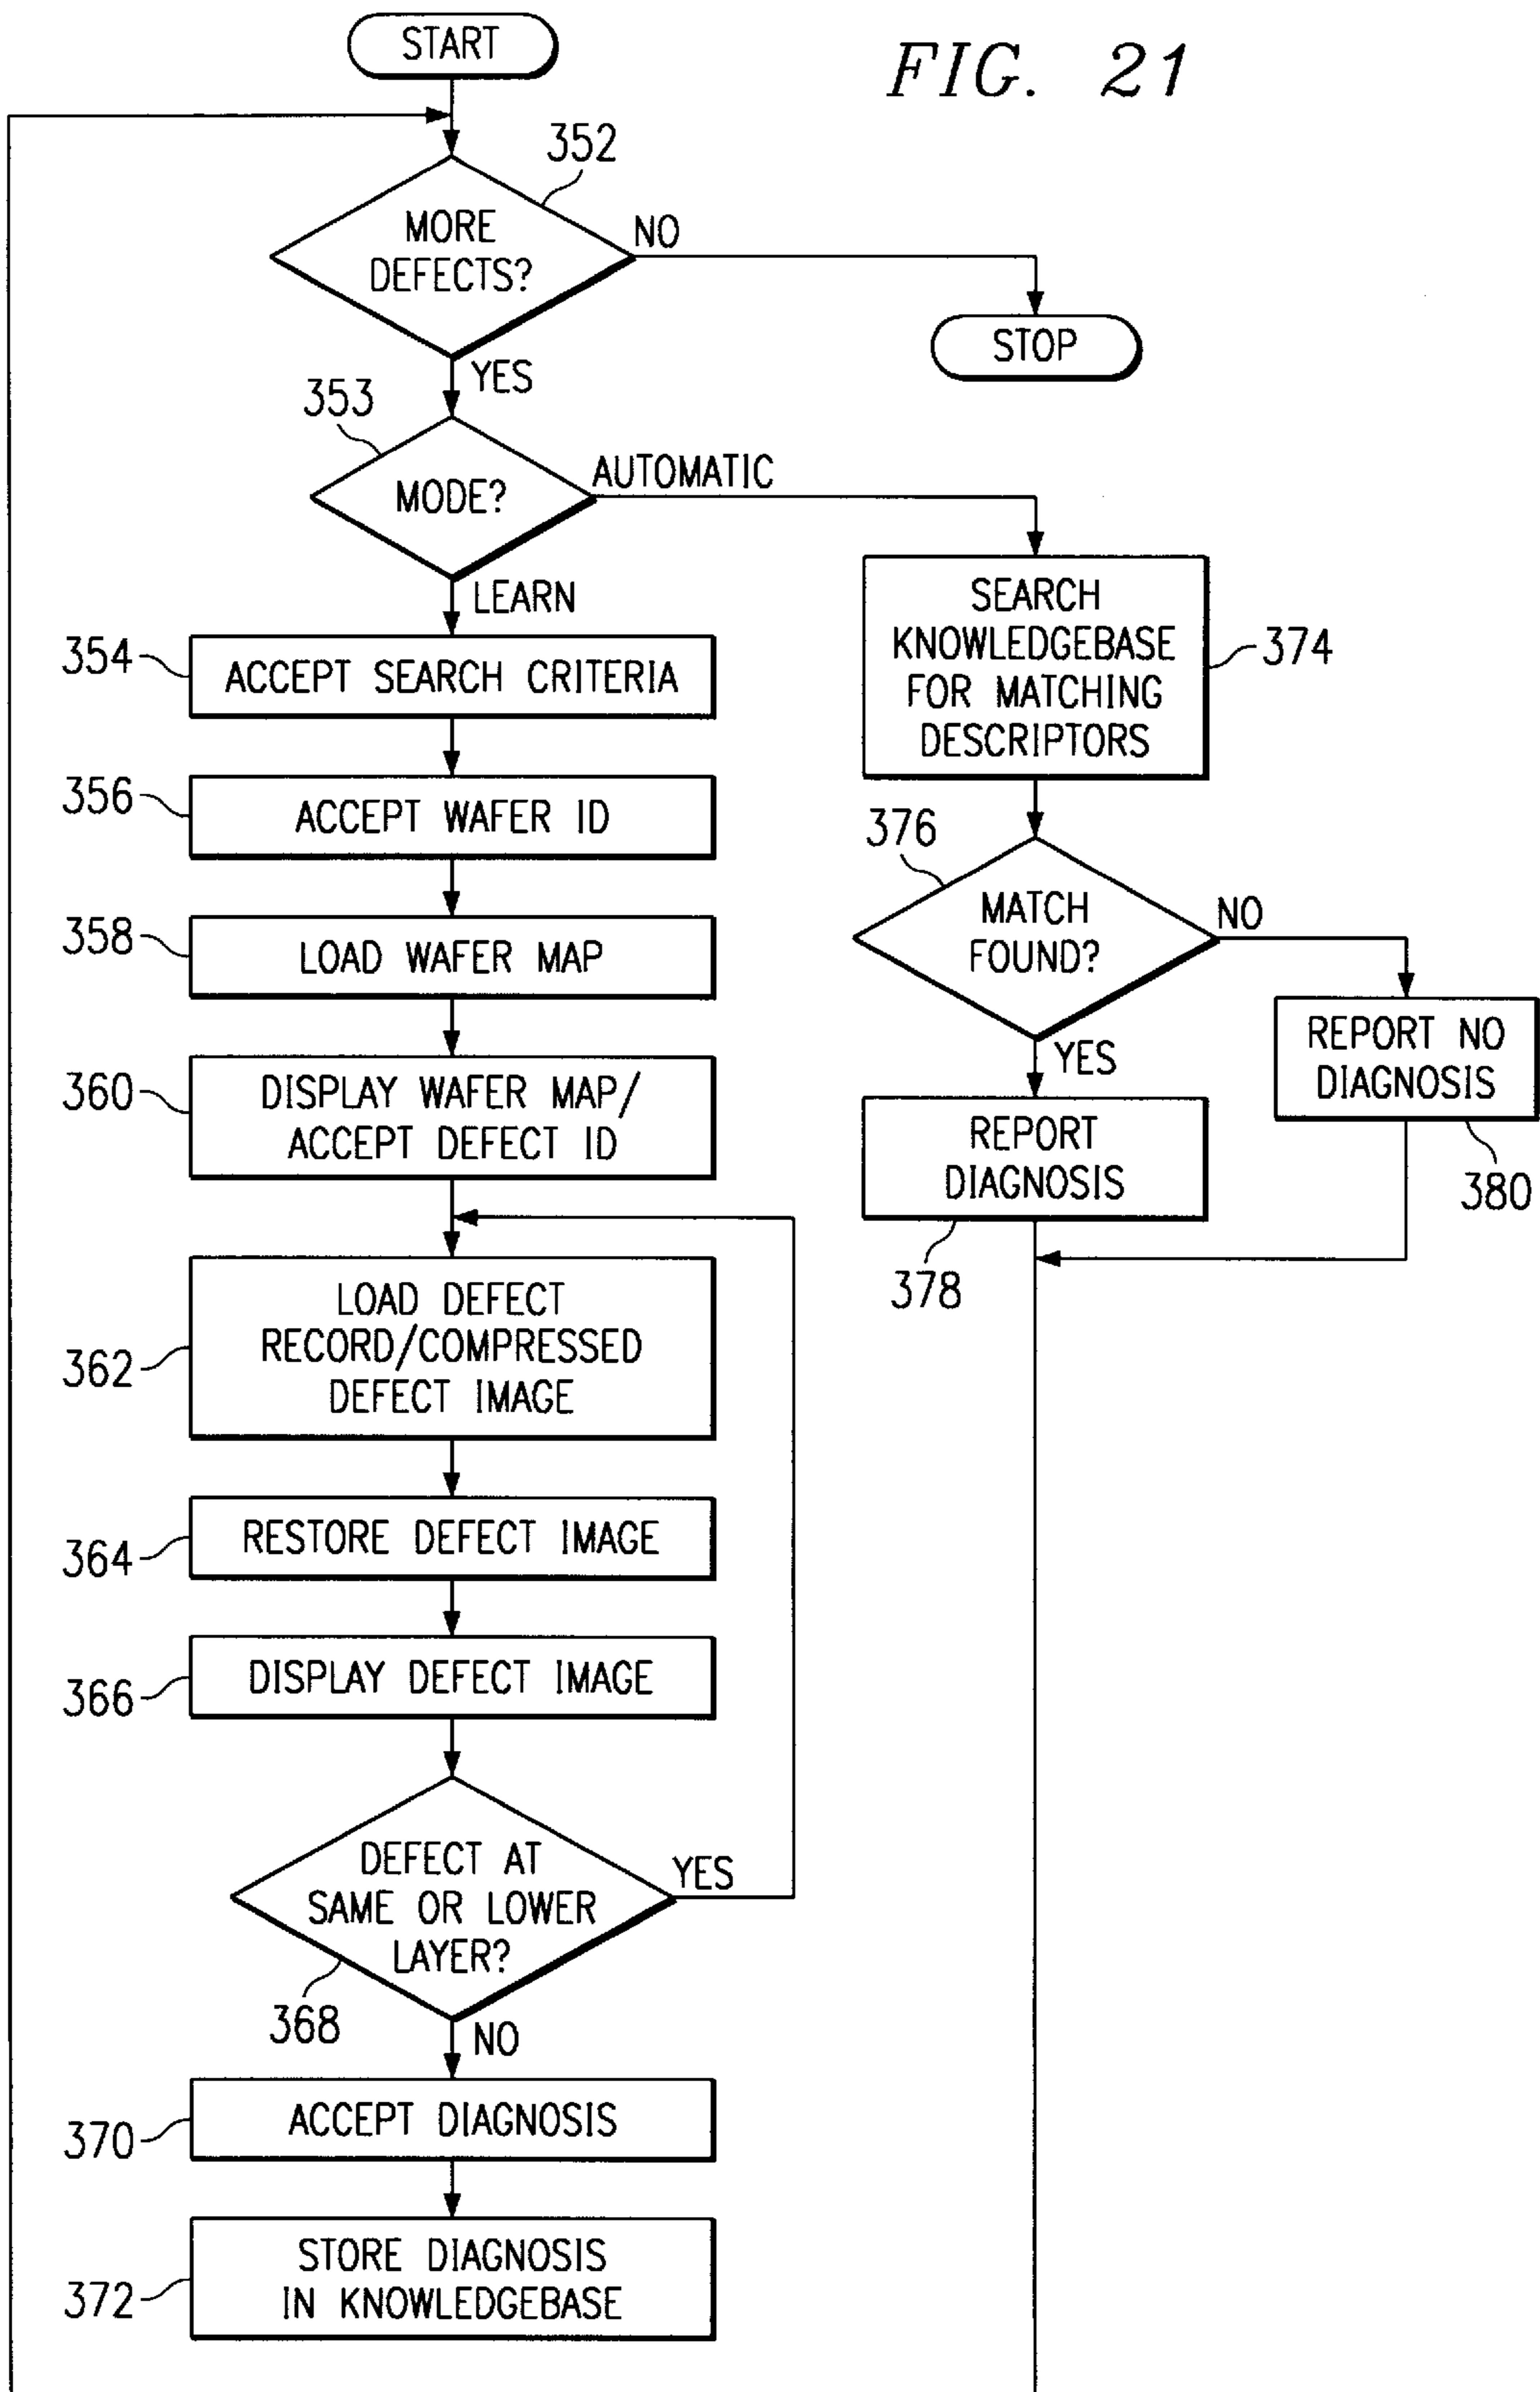 START
FIG. 21
352
MORE
DEFECTS?
NO
STOP
YES
353
MODE?
AUTOMATIC
LEARN
354
ACCEPT SEARCH CRITERIA
356
ACCEPT WAFER ID
358
LOAD WAFER MAP
360
DISPLAY WAFER MAP/
ACCEPT DEFECT ID
362
LOAD DEFECT
RECORD/COMPRESSED
DEFECT IMAGE
364
RESTORE DEFECT IMAGE
366
DISPLAY DEFECT IMAGE
DEFECT AT
SAME OR LOWER
LAYER?
YES
368
NO
370
ACCEPT DIAGNOSIS
372
STORE DIAGNOSIS
IN KNOWLEDGEBASE
SEARCH
KNOWLEDGEBASE
FOR MATCHING
DESCRIPTORS
374
376
MATCH
FOUND?
NO
YES
REPORT NO
DIAGNOSIS
380
REPORT
DIAGNOSIS
378